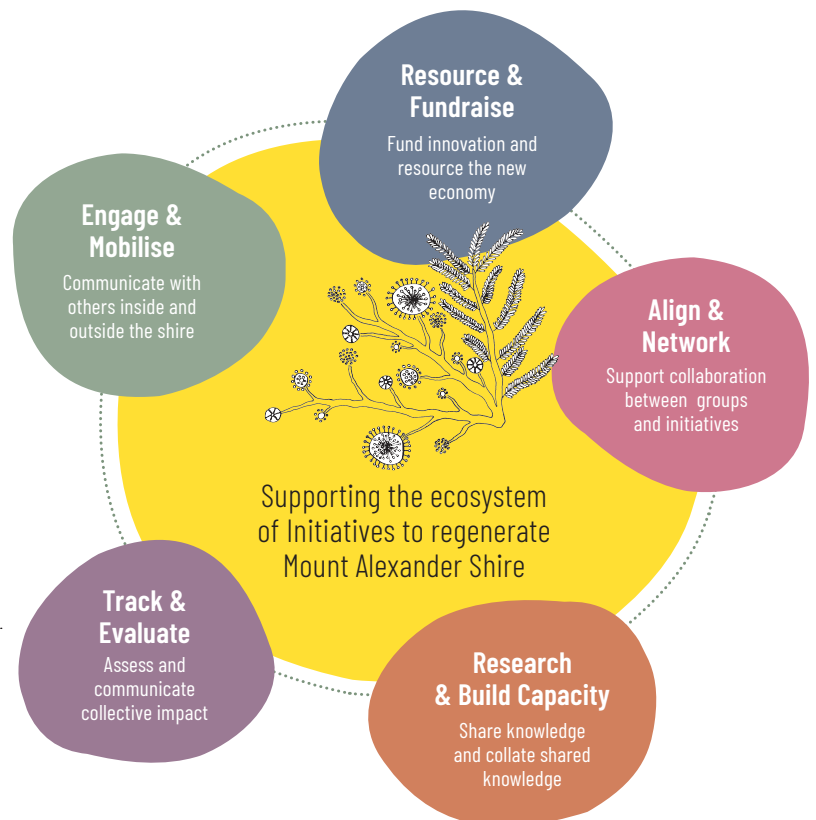 Resource &
Fundraise
Fund innovation and
resource the new
economy
Engage &
Mobilise
Communicate with
others inside and
outside the shire
Align &
Network
Support collaboration
between groups
and initiatives
Supporting the ecosystem
of Initiatives to regenerate
Mount Alexander Shire
Track &
Evaluate
Assess and
communicate
collective impact
Research
& Build Capacity
Share knowledge
and collate shared
knowledge